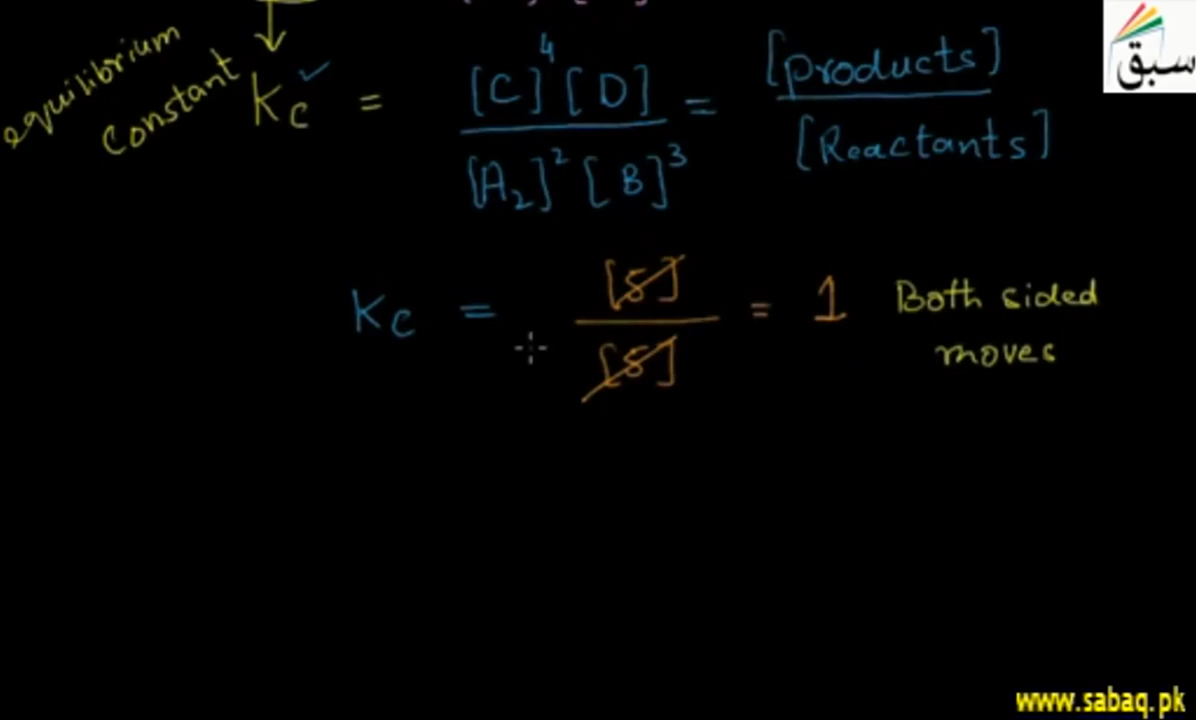 equilibrium constant
Kc ✓ = [C]⁴ [D] / [A₂]² [B]³ = [products] / [Reactants]
Kc = [5] / [5] = 1 Both sided
moves
سبق
www.sabaq.pk